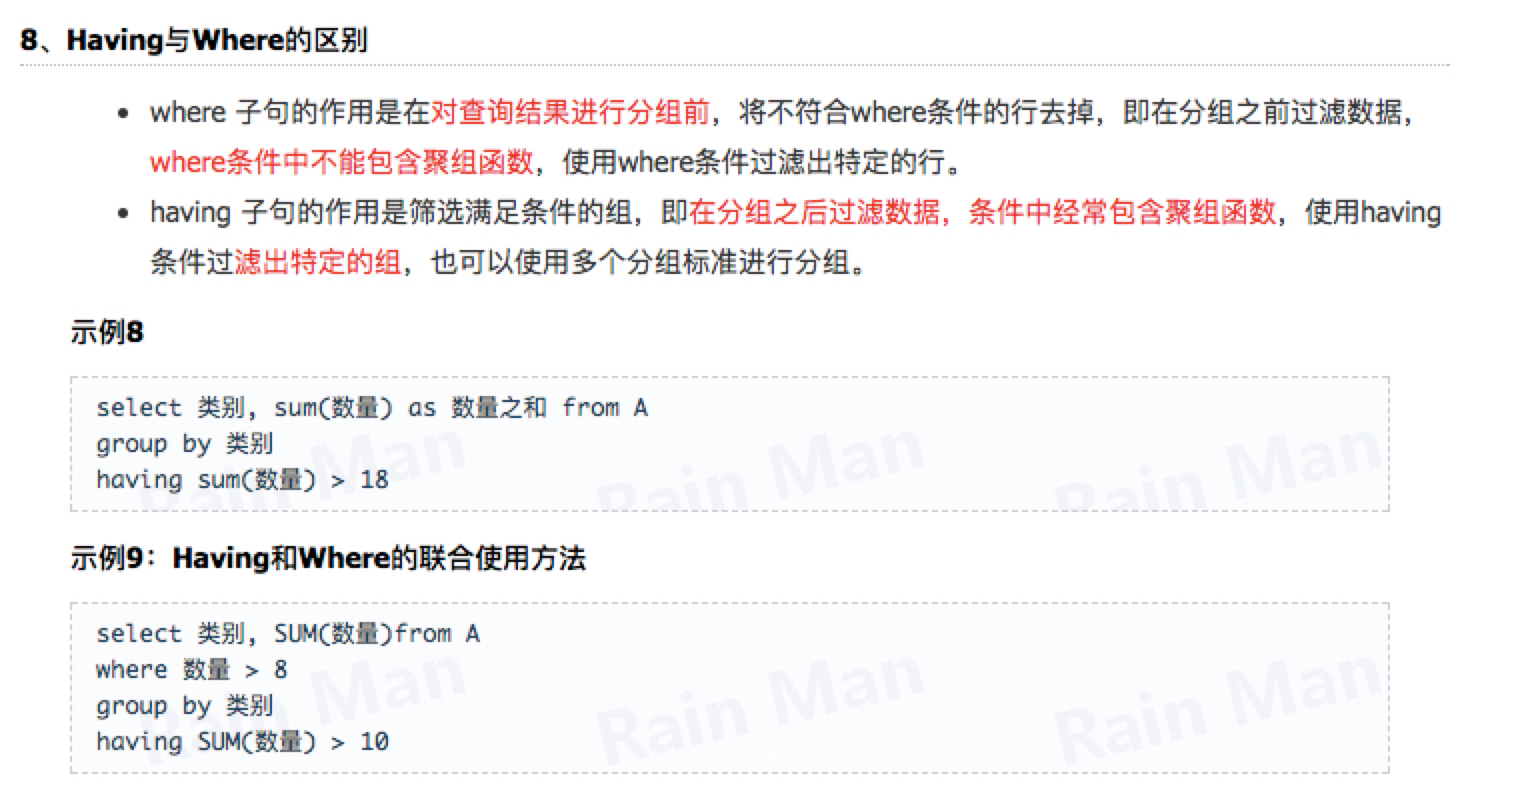 8、Having与Where的区别
where 子句的作用是在对查询结果进行分组前，将不符合where条件的行去掉，即在分组之前过滤数据，
where条件中不能包含聚组函数，使用where条件过滤出特定的行。
having 子句的作用是筛选满足条件的组，即在分组之后过滤数据，条件中经常包含聚组函数，使用having
条件过滤出特定的组，也可以使用多个分组标准进行分组。
示例8
select 类别, sum(数量) as 数量之和 from A
group by 类别
having sum(数量) > 18
Rain Man Rain Man Rain Man
示例9：Having和Where的联合使用方法
select 类别, SUM(数量)from A
where 数量 > 8
group by 类别
having SUM(数量) > 10
Rain Man Rain Man Rain Man